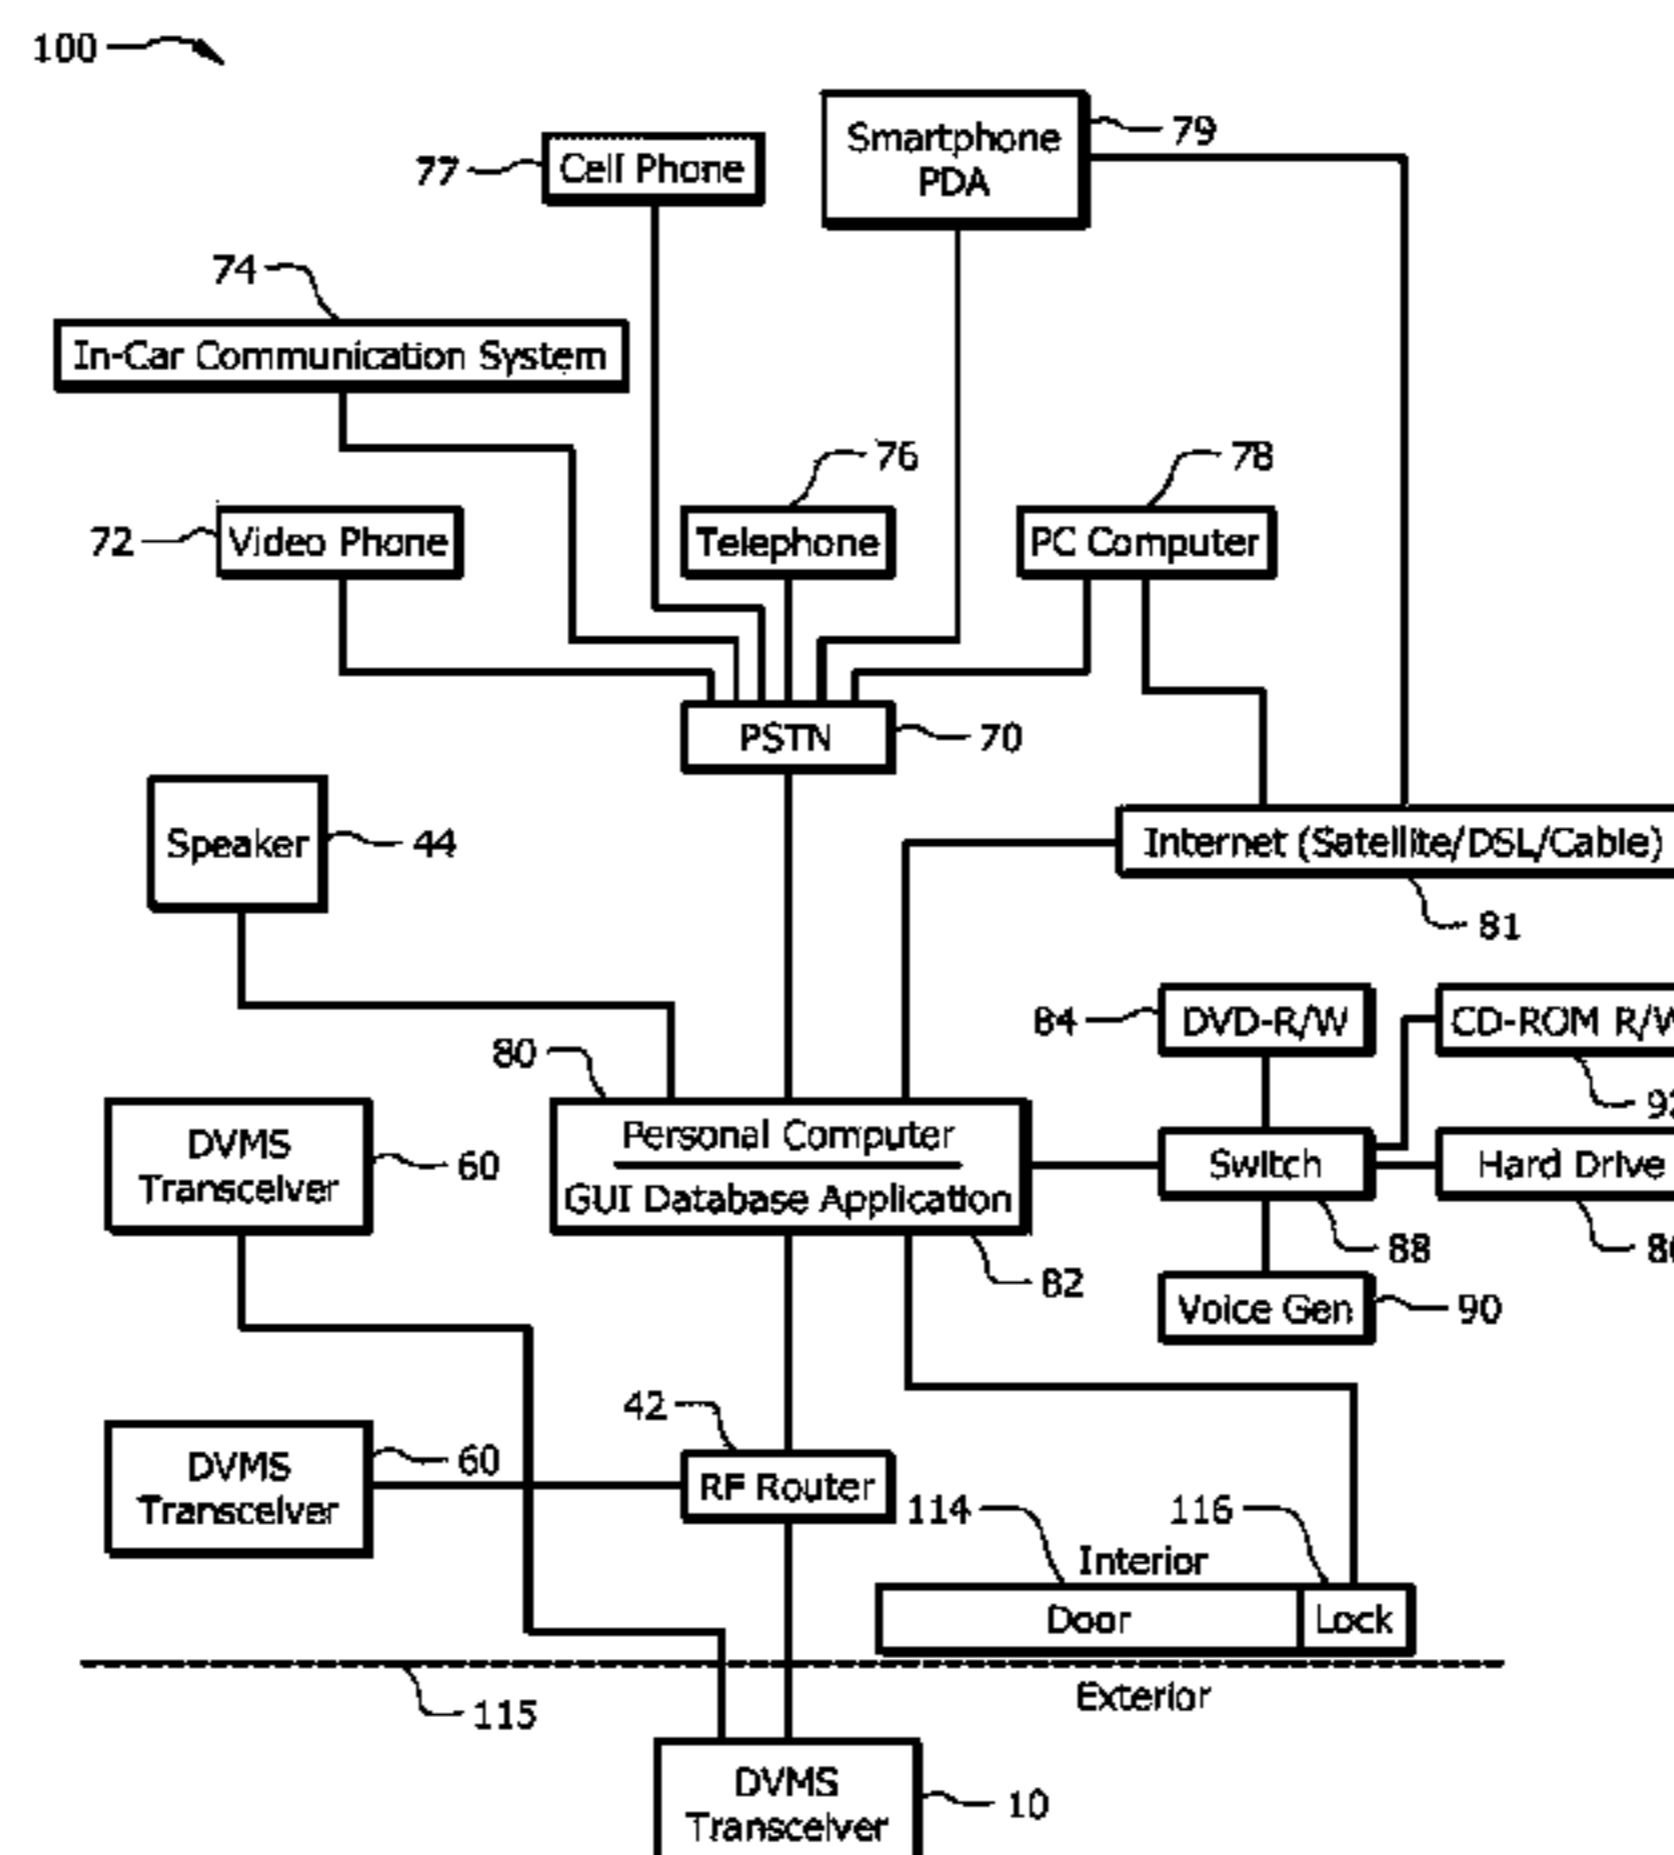 100
Smartphone
PDA
79
77
Cell Phone
74
In-Car Communication System
76
78
72
Video Phone
Telephone
PC Computer
PSTN
70
Speaker
44
Internet (Satellite/DSL/Cable)
81
84
DVD-R/W
CD-ROM R/W
80
92
DVMS
Transceiver
60
Personal Computer
GUI Database Application
Switch
Hard Drive
88
82
Voice Gen
90
42
DVMS
Transceiver
60
RF Router
114
116
Interior
Door
Lock
115
Exterior
DVMS
Transceiver
10